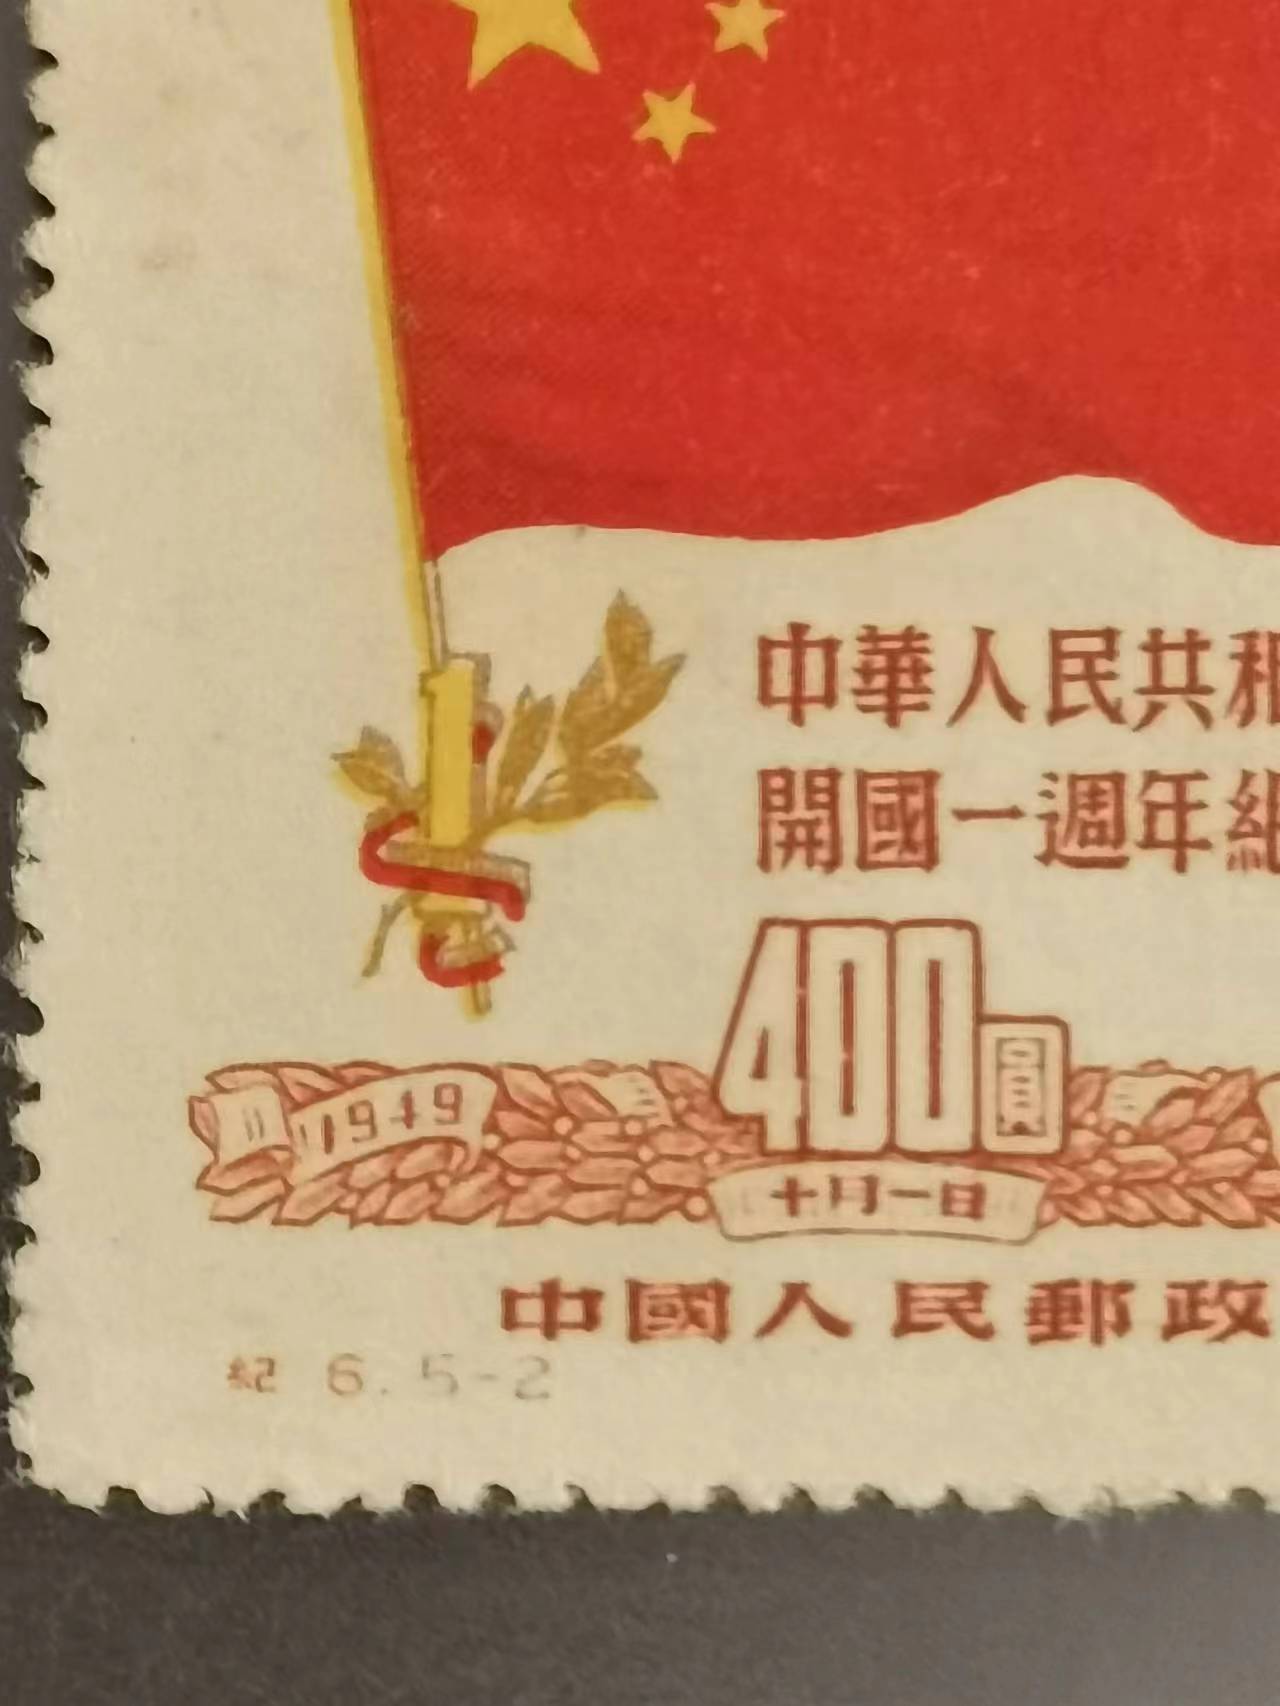 中華人民共和
開國一週年紀
400圓
1949
十月一日
中國人民郵政
紀 6. 5-2